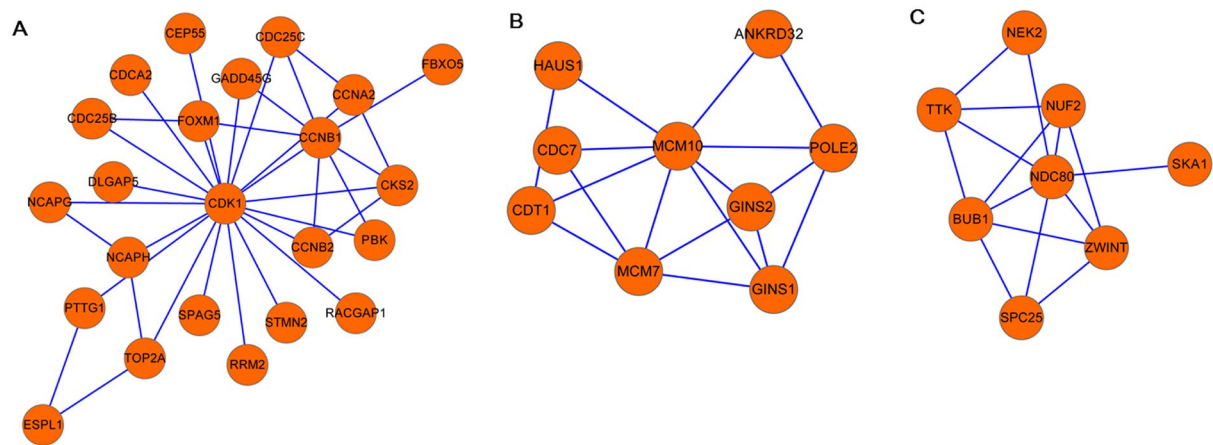 A
CEP55
CDC25C
CDCA2
GADD45G
FBXO5
CCNA2
CDC25B
FOXM1
CCNB1
DLGAP5
CKS2
NCAPG
CDK1
CCNB2
PBK
NCAPH
PTTG1
SPAG5
STMN2
RACGAP1
TOP2A
RRM2
ESPL1
B
ANKRD32
HAUS1
CDC7
MCM10
POLE2
CDT1
GINS2
MCM7
GINS1
C
NEK2
TTK
NUF2
NDC80
SKA1
BUB1
ZWINT
SPC25